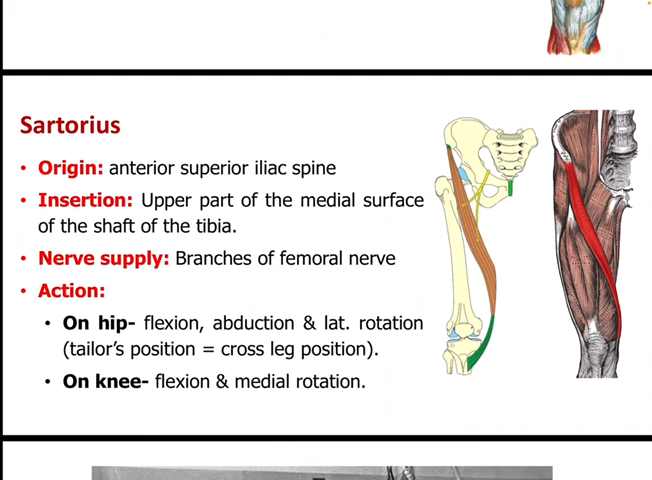 Sartorius
• Origin: anterior superior iliac spine
• Insertion: Upper part of the medial surface
of the shaft of the tibia.
• Nerve supply: Branches of femoral nerve
• Action:
• On hip- flexion, abduction & lat. rotation
(tailor's position = cross leg position).
• On knee- flexion & medial rotation.